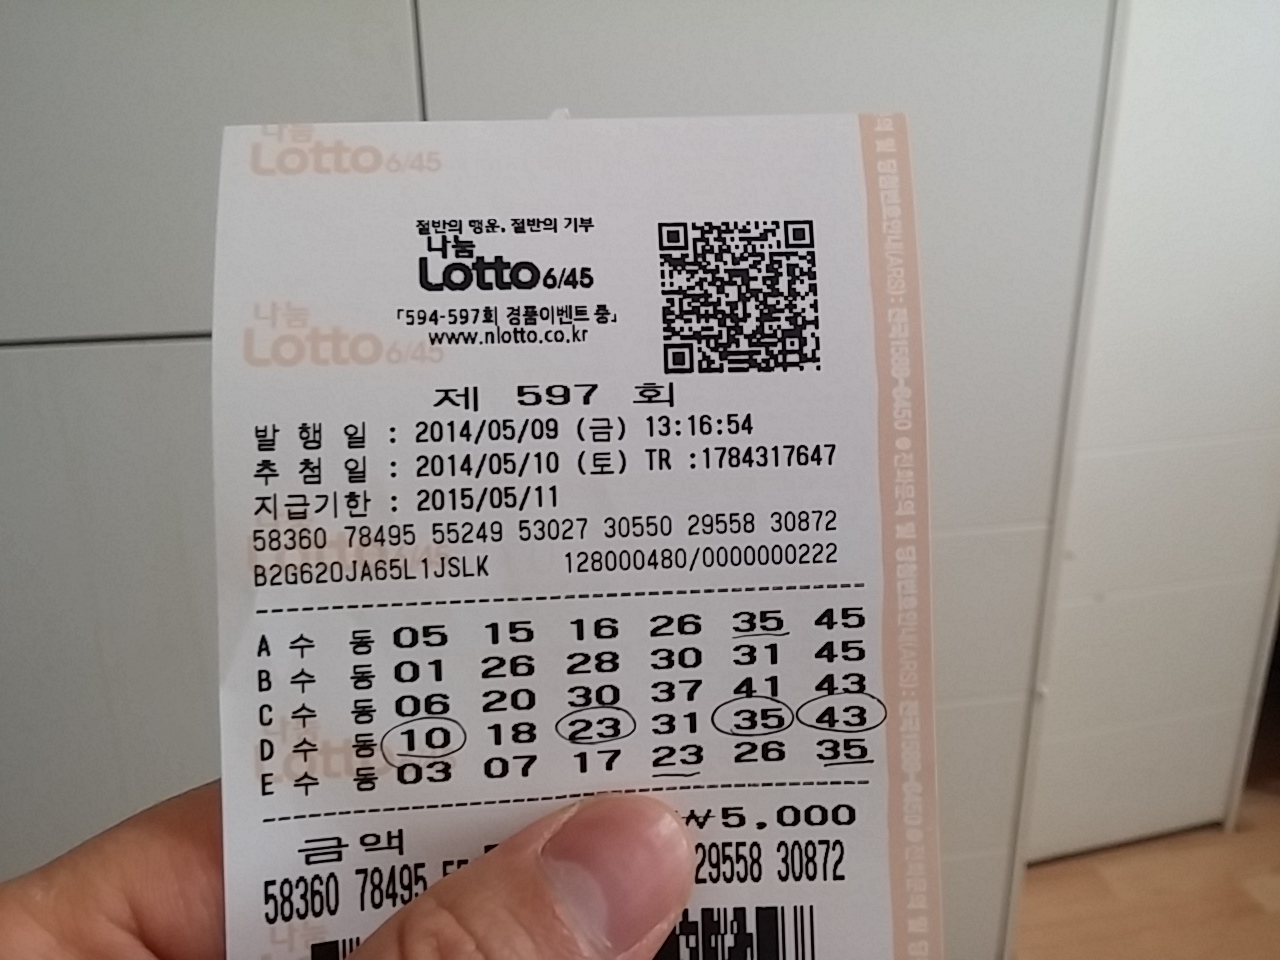 나눔
Lotto 6/45
절반의 행운, 절반의 기부
나눔
Lotto 6/45
「594-597회 경품이벤트 중」
www.nlotto.co.kr
나눔
Lotto 6/45
제 597 회
발 행 일 : 2014/05/09 (금) 13:16:54
추 첨 일 : 2014/05/10 (토) TR :1784317647
지급기한 : 2015/05/11
58360 78495 55249 53027 30550 29558 30872
B2G620JA65L1JSLK 128000480/0000000222
A 수 동 05 15 16 26 35 45
B 수 동 01 26 28 30 31 45
C 수 동 06 20 30 37 41 43
D 수 동 10 18 23 31 35 43
E 수 동 03 07 17 23 26 35
금액 ₩5,000
58360 78495 29558 30872
나눔